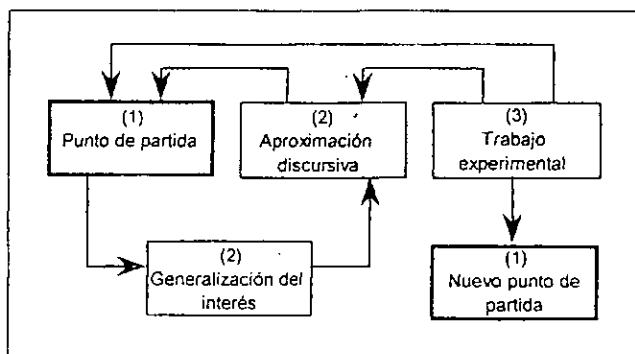 (1)
Punto de partida
(2)
Aproximación
discursiva
(3)
Trabajo
experimental
(2)
Generalización del
interés
(1)
Nuevo punto de
partida